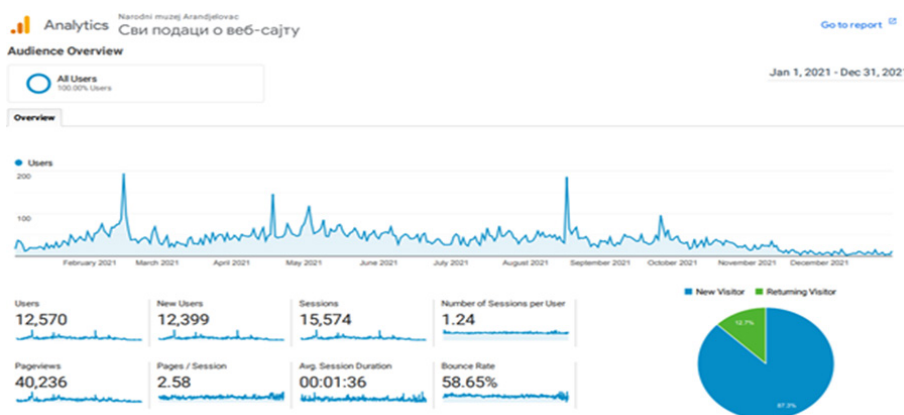 Narodni muzej Arandjelovac
Analytics Сви подаци о веб-сајту
Go to report
Audience Overview
All Users
100.00% Users
Jan 1, 2021 - Dec 31, 2021
Overview
Users
200
100
February 2021 March 2021 April 2021 May 2021 June 2021 July 2021 August 2021 September 2021 October 2021 November 2021 December 2021
New Visitor Returning Visitor
Users New Users Sessions Number of Sessions per User
12,570 12,399 15,574 1.24
Pageviews Pages / Session Avg. Session Duration Bounce Rate
40,236 2.58 00:01:36 58.65%
12.7%
87.3%